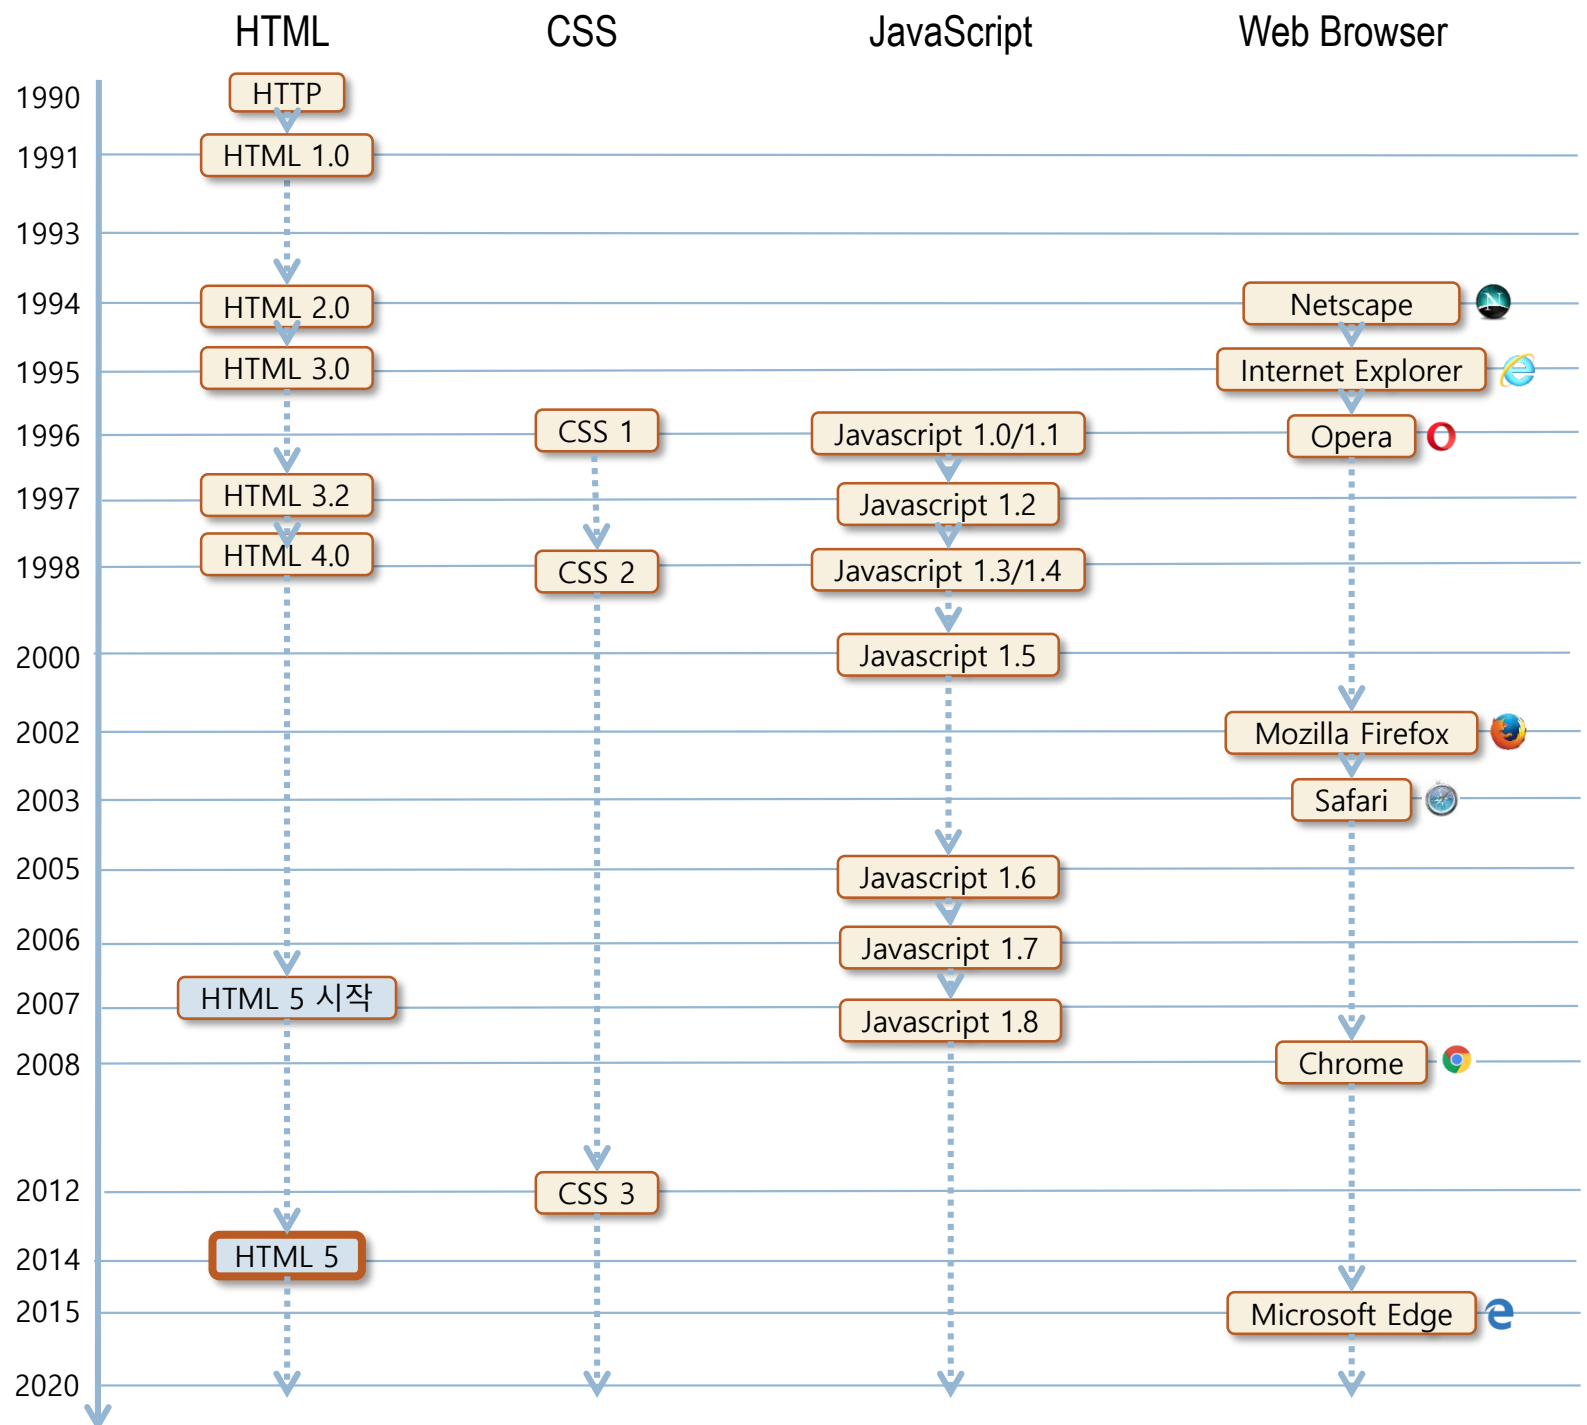 HTML CSS JavaScript Web Browser
1990 HTTP
1991 HTML 1.0
1993
1994 HTML 2.0 Netscape N
1995 HTML 3.0 Internet Explorer
1996 CSS 1 Javascript 1.0/1.1 Opera
1997 HTML 3.2 Javascript 1.2
1998 HTML 4.0 CSS 2 Javascript 1.3/1.4
2000 Javascript 1.5
2002 Mozilla Firefox
2003 Safari
2005 Javascript 1.6
2006 Javascript 1.7
2007 HTML 5 시작 Javascript 1.8
2008 Chrome
2012 CSS 3
2014 HTML 5
2015 Microsoft Edge
2020